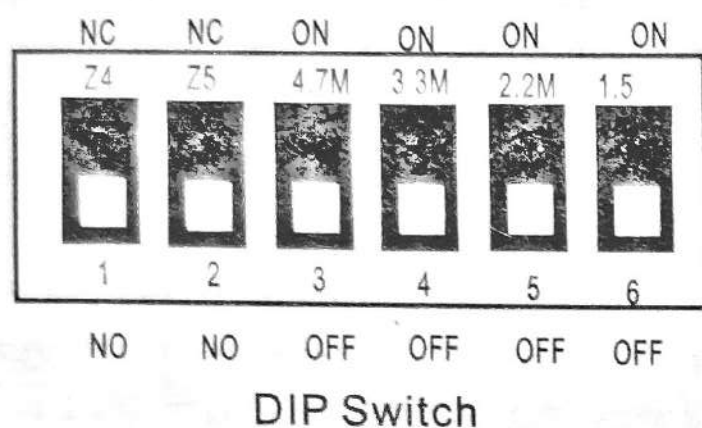 NC NC ON ON ON ON
Z4 Z5 4.7M 3 3M 2.2M 1.5
1 2 3 4 5 6
NO NO OFF OFF OFF OFF
DIP Switch